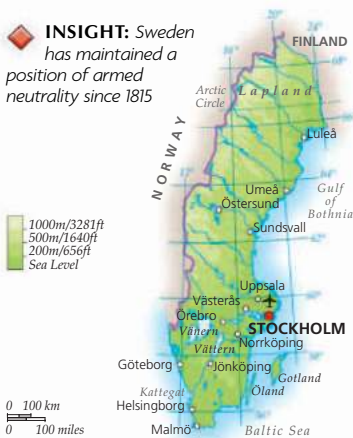 INSIGHT: Sweden
has maintained a
position of armed
neutrality since 1815
FINLAND
Arctic
Circle
Lapland
NORWAY
Luleå
Umeå
Gulf
of
Bothnia
Östersund
Sundsvall
1000m/3281ft
500m/1640ft
200m/656ft
Sea Level
Uppsala
Västerås
Örebro
STOCKHOLM
Vänern
Norrköping
Vättern
Göteborg
Jönköping
Gotland
Öland
Kattegat
Helsingborg
0 100 km
0 100 miles
Malmö
Baltic Sea